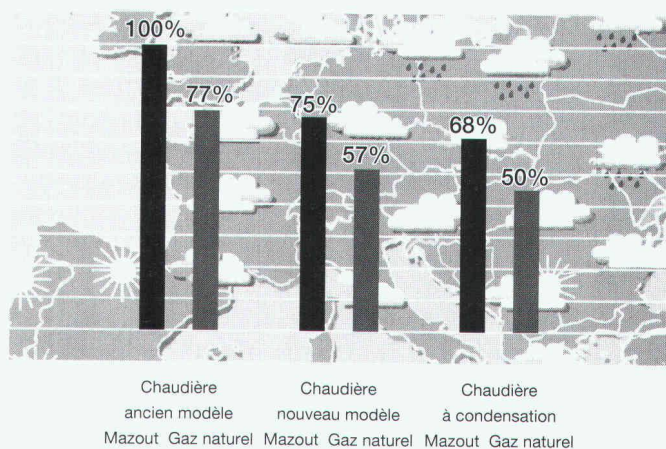 100%
77%
75%
57%
68%
50%
Chaudière
ancien modèle
Mazout Gaz naturel
Chaudière
nouveau modèle
Mazout Gaz naturel
Chaudière
à condensation
Mazout Gaz naturel